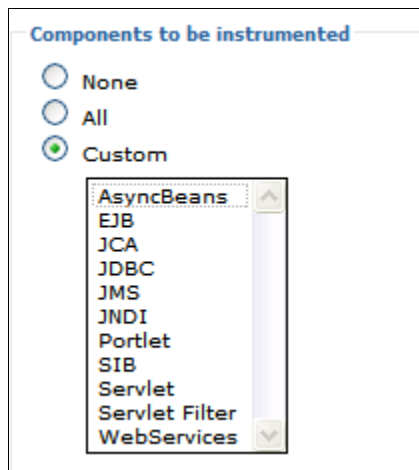 Components to be instrumented
None
All
Custom
AsyncBeans
EJB
JCA
JDBC
JMS
JNDI
Portlet
SIB
Servlet
Servlet Filter
WebServices